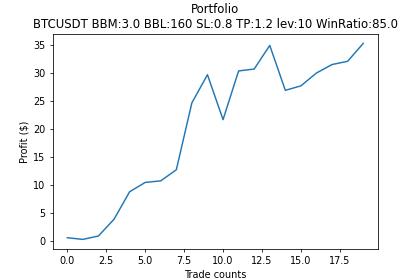 Portfolio
BTCUSDT BBM:3.0 BBL:160 SL:0.8 TP:1.2 lev:10 WinRatio:85.0
Profit ($)
35
30
25
20
15
10
5
0
0.0 2.5 5.0 7.5 10.0 12.5 15.0 17.5
Trade counts